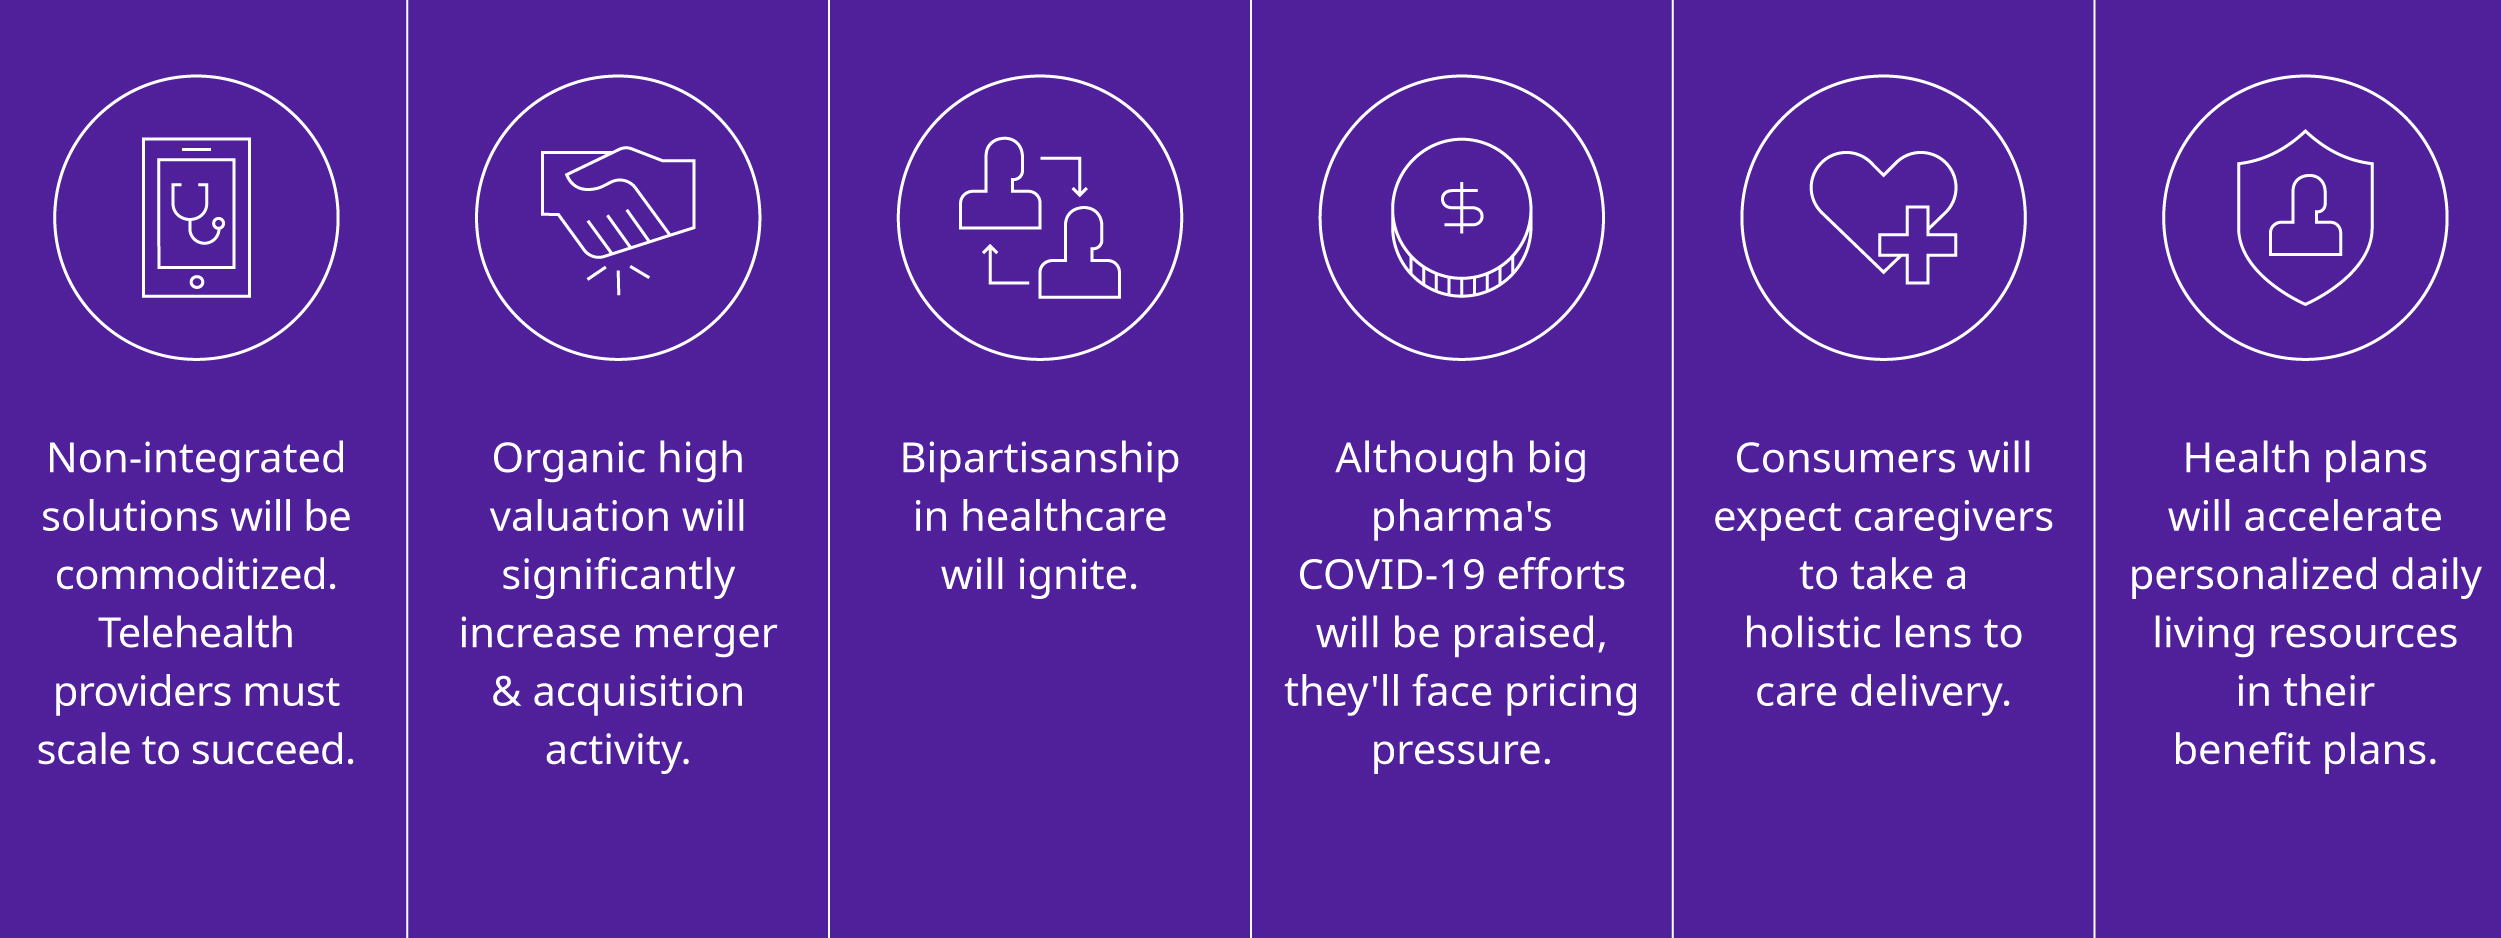 Non-integrated
solutions will be
commoditized.
Telehealth
providers must
scale to succeed.
Organic high
valuation will
significantly
increase merger
& acquisition
activity.
Bipartisanship
in healthcare
will ignite.
Although big
pharma's
COVID-19 efforts
will be praised,
they'll face pricing
pressure.
Consumers will
expect caregivers
to take a
holistic lens to
care delivery.
Health plans
will accelerate
personalized daily
living resources
in their
benefit plans.